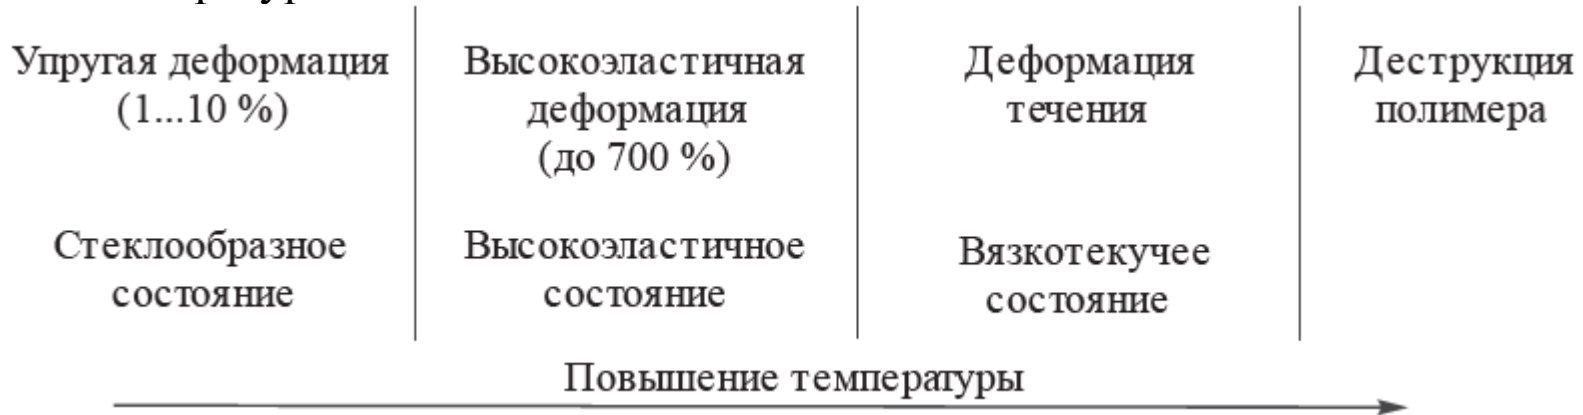 Упругая деформация
(1...10 %)
Высокоэластичная
деформация
(до 700 %)
Деформация
течения
Деструкция
полимера
Стеклообразное
состояние
Высокоэластичное
состояние
Вязкотекучее
состояние
Повышение температуры